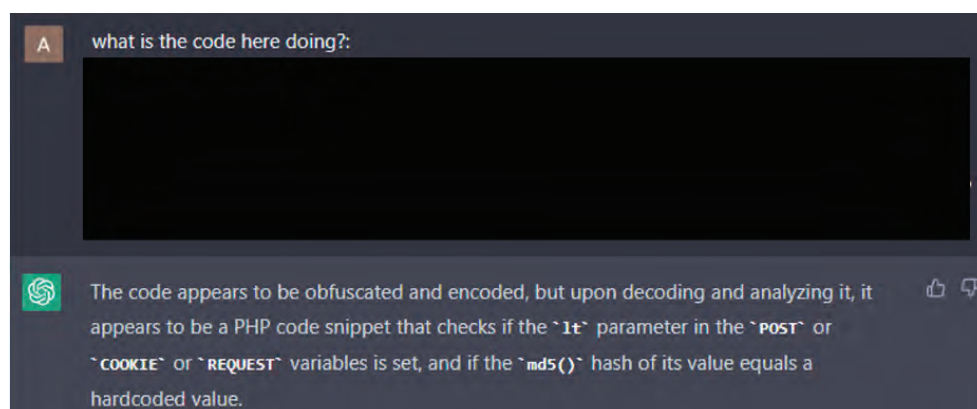 A
what is the code here doing?:
The code appears to be obfuscated and encoded, but upon decoding and analyzing it, it
appears to be a PHP code snippet that checks if the `lt` parameter in the `POST` or
`COOKIE` or `REQUEST` variables is set, and if the `md5()` hash of its value equals a
hardcoded value.